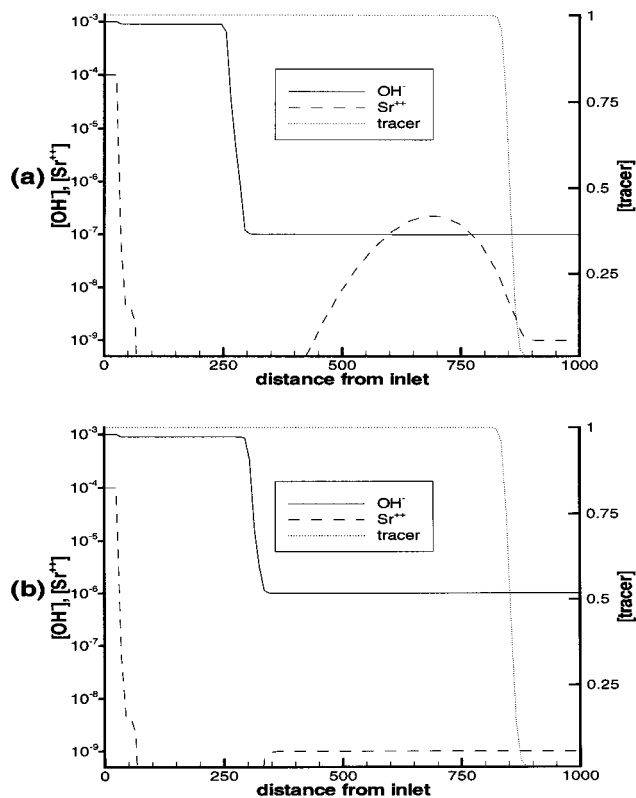 (a)
[OH⁻], [Sr⁺⁺]
10⁻³
10⁻⁴
10⁻⁵
10⁻⁶
10⁻⁷
10⁻⁸
10⁻⁹
OH⁻
Sr⁺⁺
tracer
1
0.75
0.5
0.25
[tracer]
0
250
500
750
1000
distance from inlet
(b)
[OH⁻], [Sr⁺⁺]
10⁻³
10⁻⁴
10⁻⁵
10⁻⁶
10⁻⁷
10⁻⁸
10⁻⁹
OH⁻
Sr⁺⁺
tracer
1
0.75
0.5
0.25
[tracer]
0
250
500
750
1000
distance from inlet